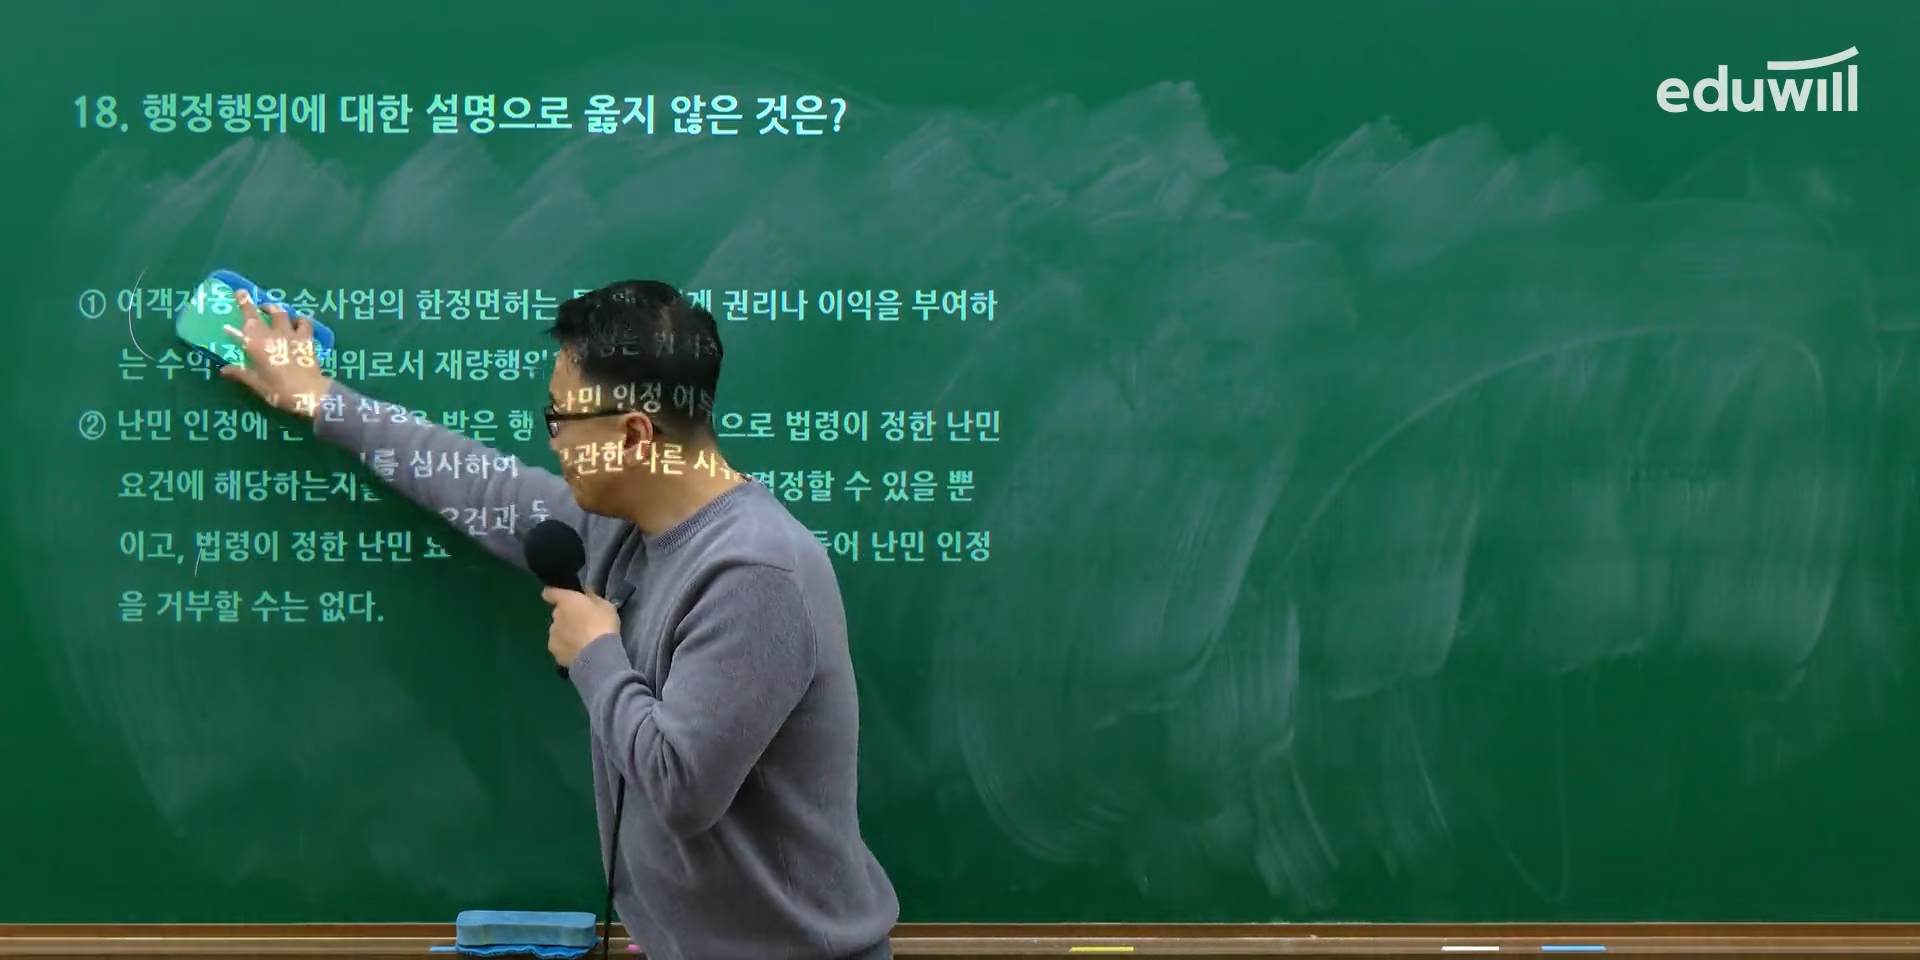 eduwill
18. 행정행위에 대한 설명으로 옳지 않은 것은?
① 여객자동차운송사업의 한정면허는 권리나 이익을 부여하
는 수익적 행정행위로서 재량행위
② 난민 인정에 관한 신청을 받은 행 으로 법령이 정한 난민
요건에 해당하는지를 심사하여 난민 인정 여부 결정할 수 있을 뿐
이고, 법령이 정한 난민 요건과 관한 다른 들어 난민 인정
을 거부할 수는 없다.